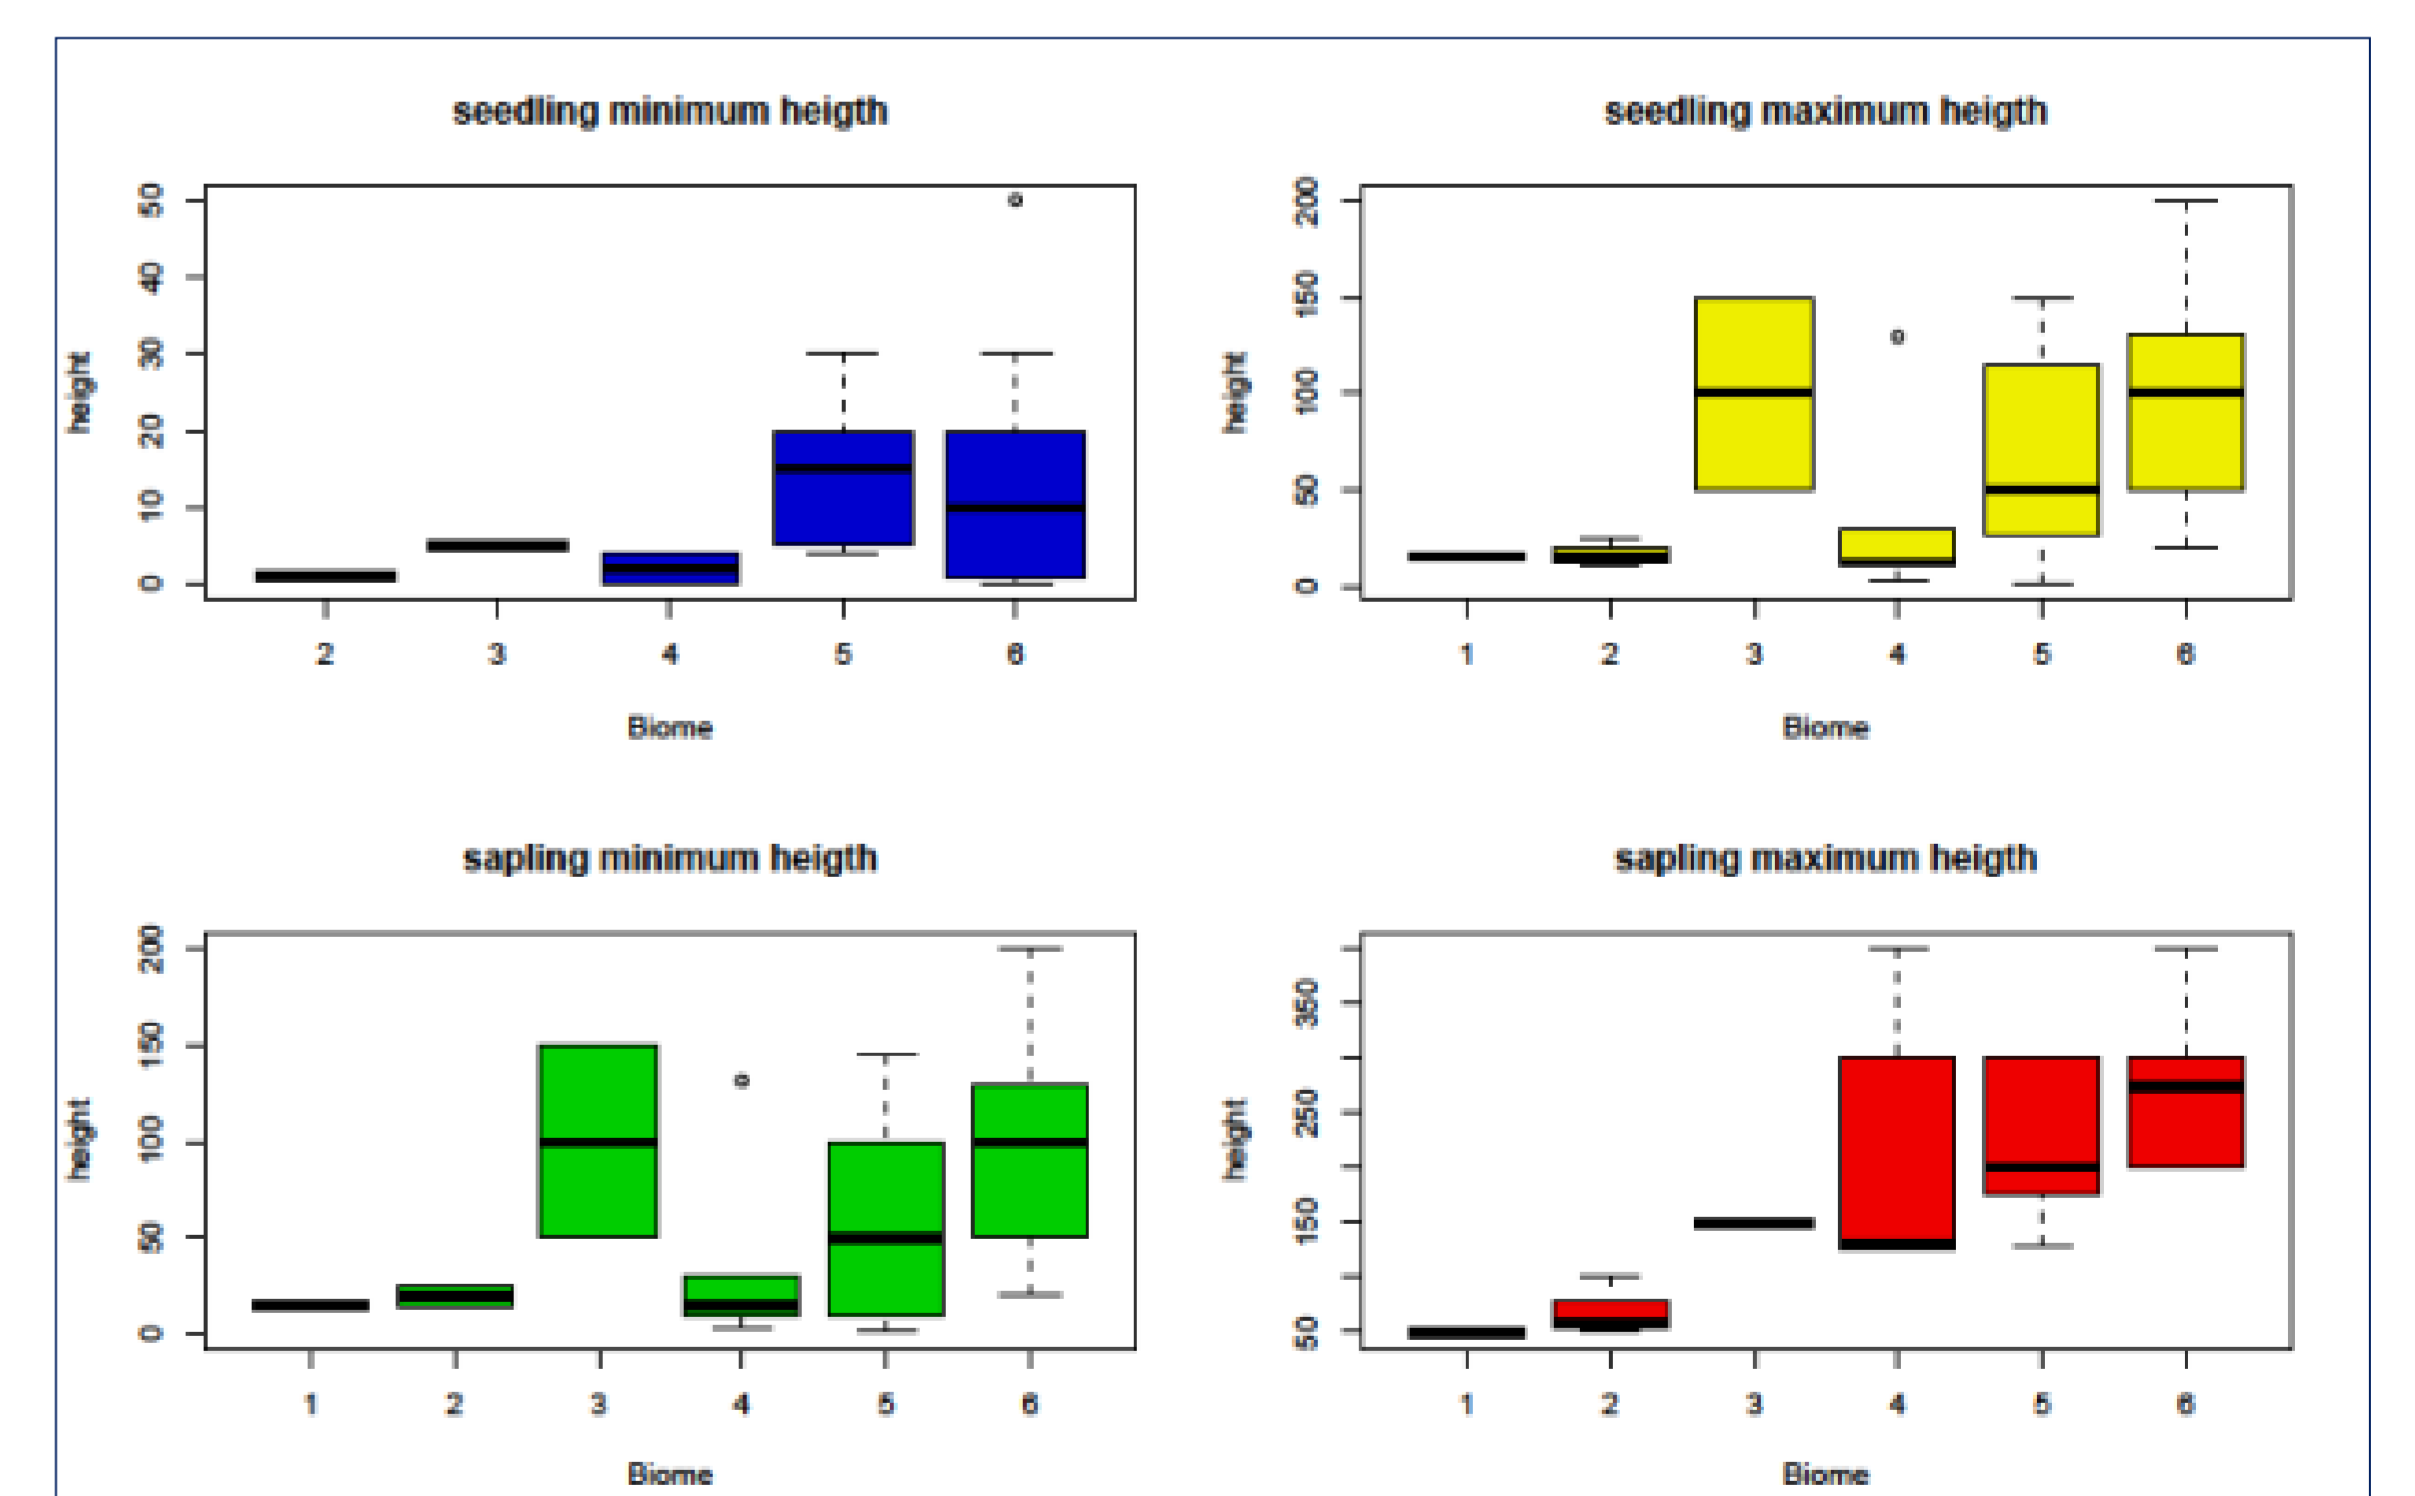 seedling minimum heigth
height
50
40
30
20
10
0
2 3 4 5 6
Biome
seedling maximum heigth
height
200
150
100
50
0
1 2 3 4 5 6
Biome
sapling minimum heigth
height
200
150
100
50
0
1 2 3 4 5 6
Biome
sapling maximum heigth
height
350
250
150
50
1 2 3 4 5 6
Biome